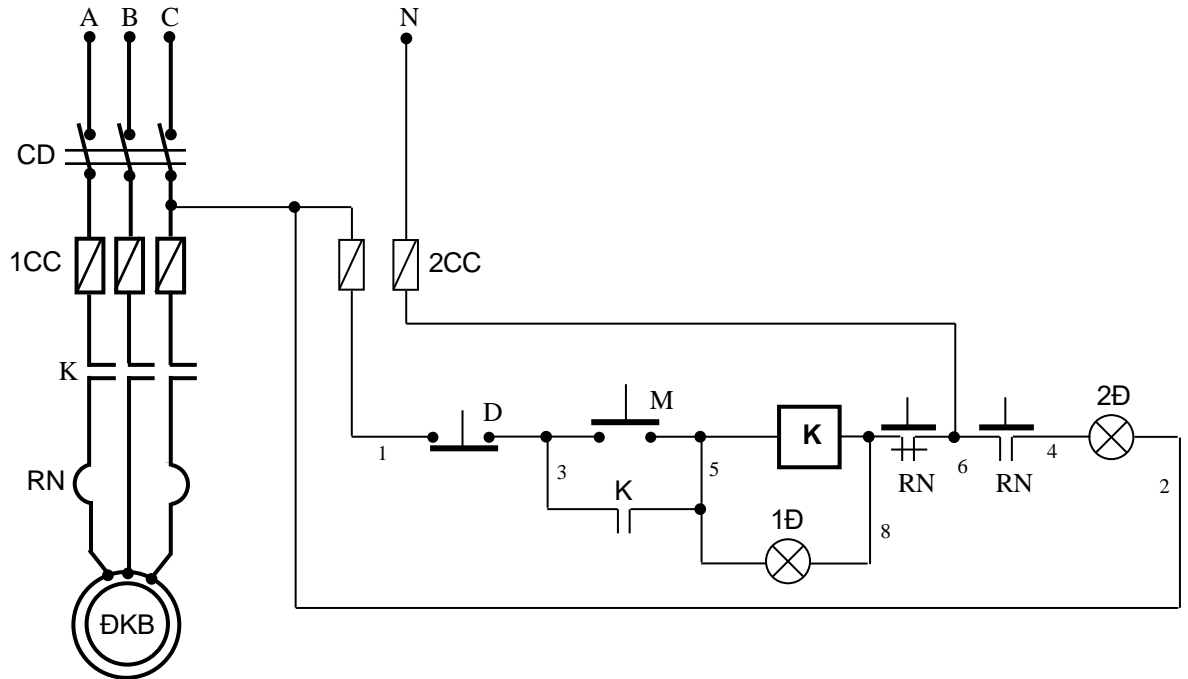 A B C N
CD
1CC 2CC
K
D M K 2Đ
1 3 5 RN 6 RN 4 2
RN K 1Đ 8
ĐKB